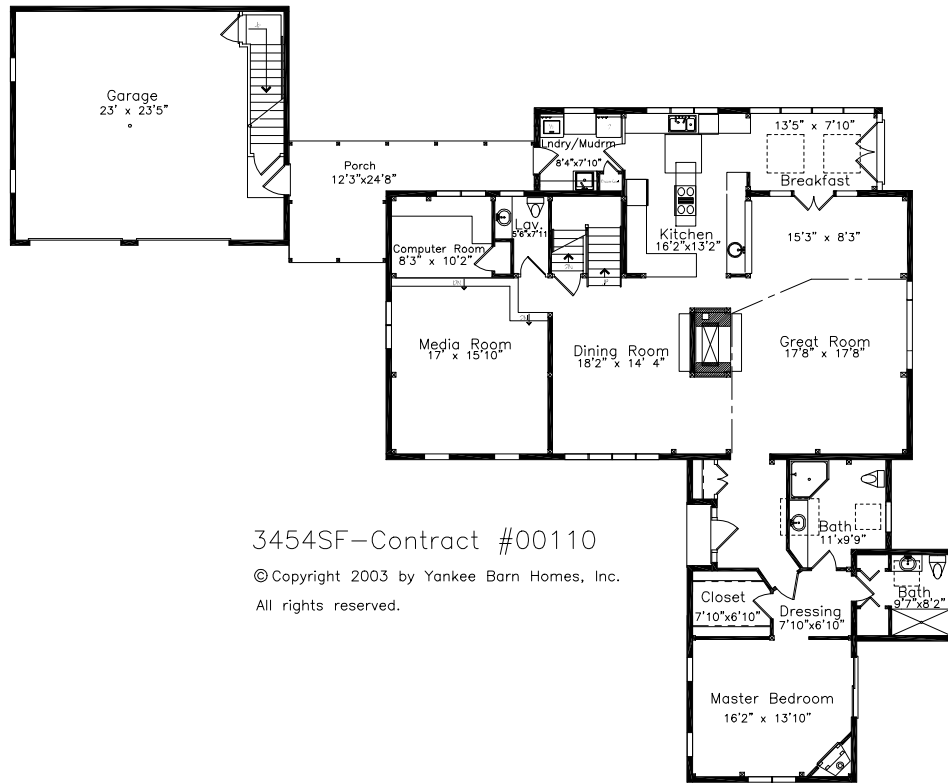 Garage
23' x 23'5"
Porch
12'3"x24'8"
Lndry/Mudrm
8'4"x7'10"
13'5" x 7'10"
Breakfast
Kitchen
16'2"x13'2"
15'3" x 8'3"
Lav.
5'6"x7'11
Computer Room
8'3" x 10'2"
Media Room
17' x 15'10"
Dining Room
18'2" x 14' 4"
Great Room
17'8" x 17'8"
Bath
11'x9'9"
Bath
9'7"x8'2"
Closet
7'10"x6'10"
Dressing
7'10"x6'10"
Master Bedroom
16'2" x 13'10"
3454SF-Contract #00110
© Copyright 2003 by Yankee Barn Homes, Inc.
All rights reserved.